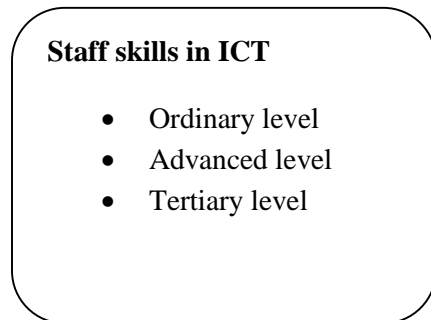 Staff skills in ICT
• Ordinary level
• Advanced level
• Tertiary level